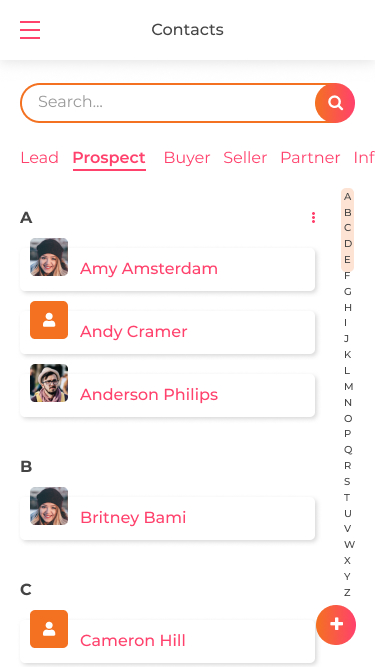 Contacts
Search...
Lead Prospect Buyer Seller Partner Inf
A
Amy Amsterdam
Andy Cramer
Anderson Philips
B
Britney Bami
C
Cameron Hill
A
B
C
D
E
F
G
H
I
J
K
L
M
N
O
P
Q
R
S
T
U
V
W
X
Y
Z